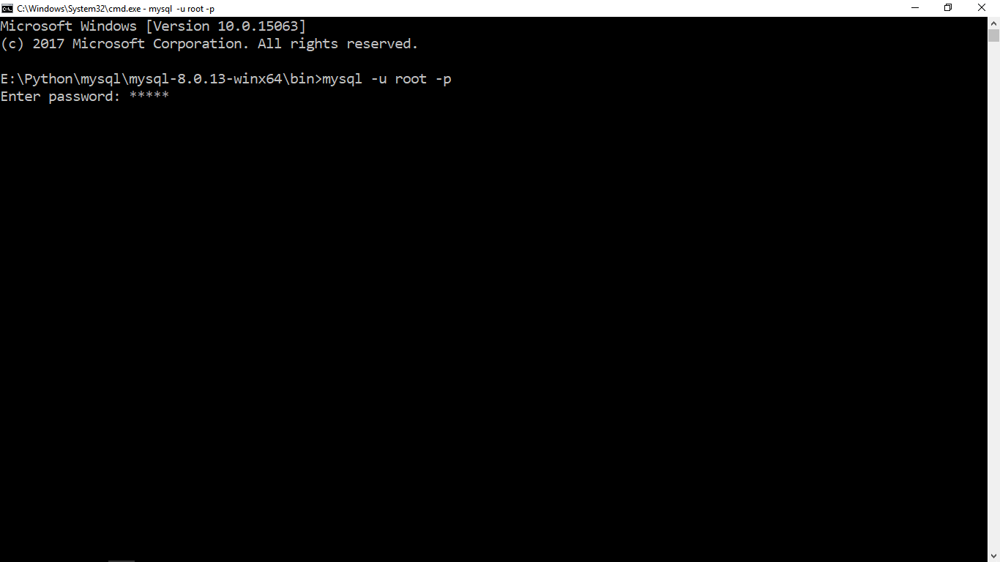 C:\Windows\System32\cmd.exe - mysql  -u root -p
Microsoft Windows [Version 10.0.15063]
(c) 2017 Microsoft Corporation. All rights reserved.
E:\Python\mysql\mysql-8.0.13-winx64\bin>mysql -u root -p
Enter password: *****